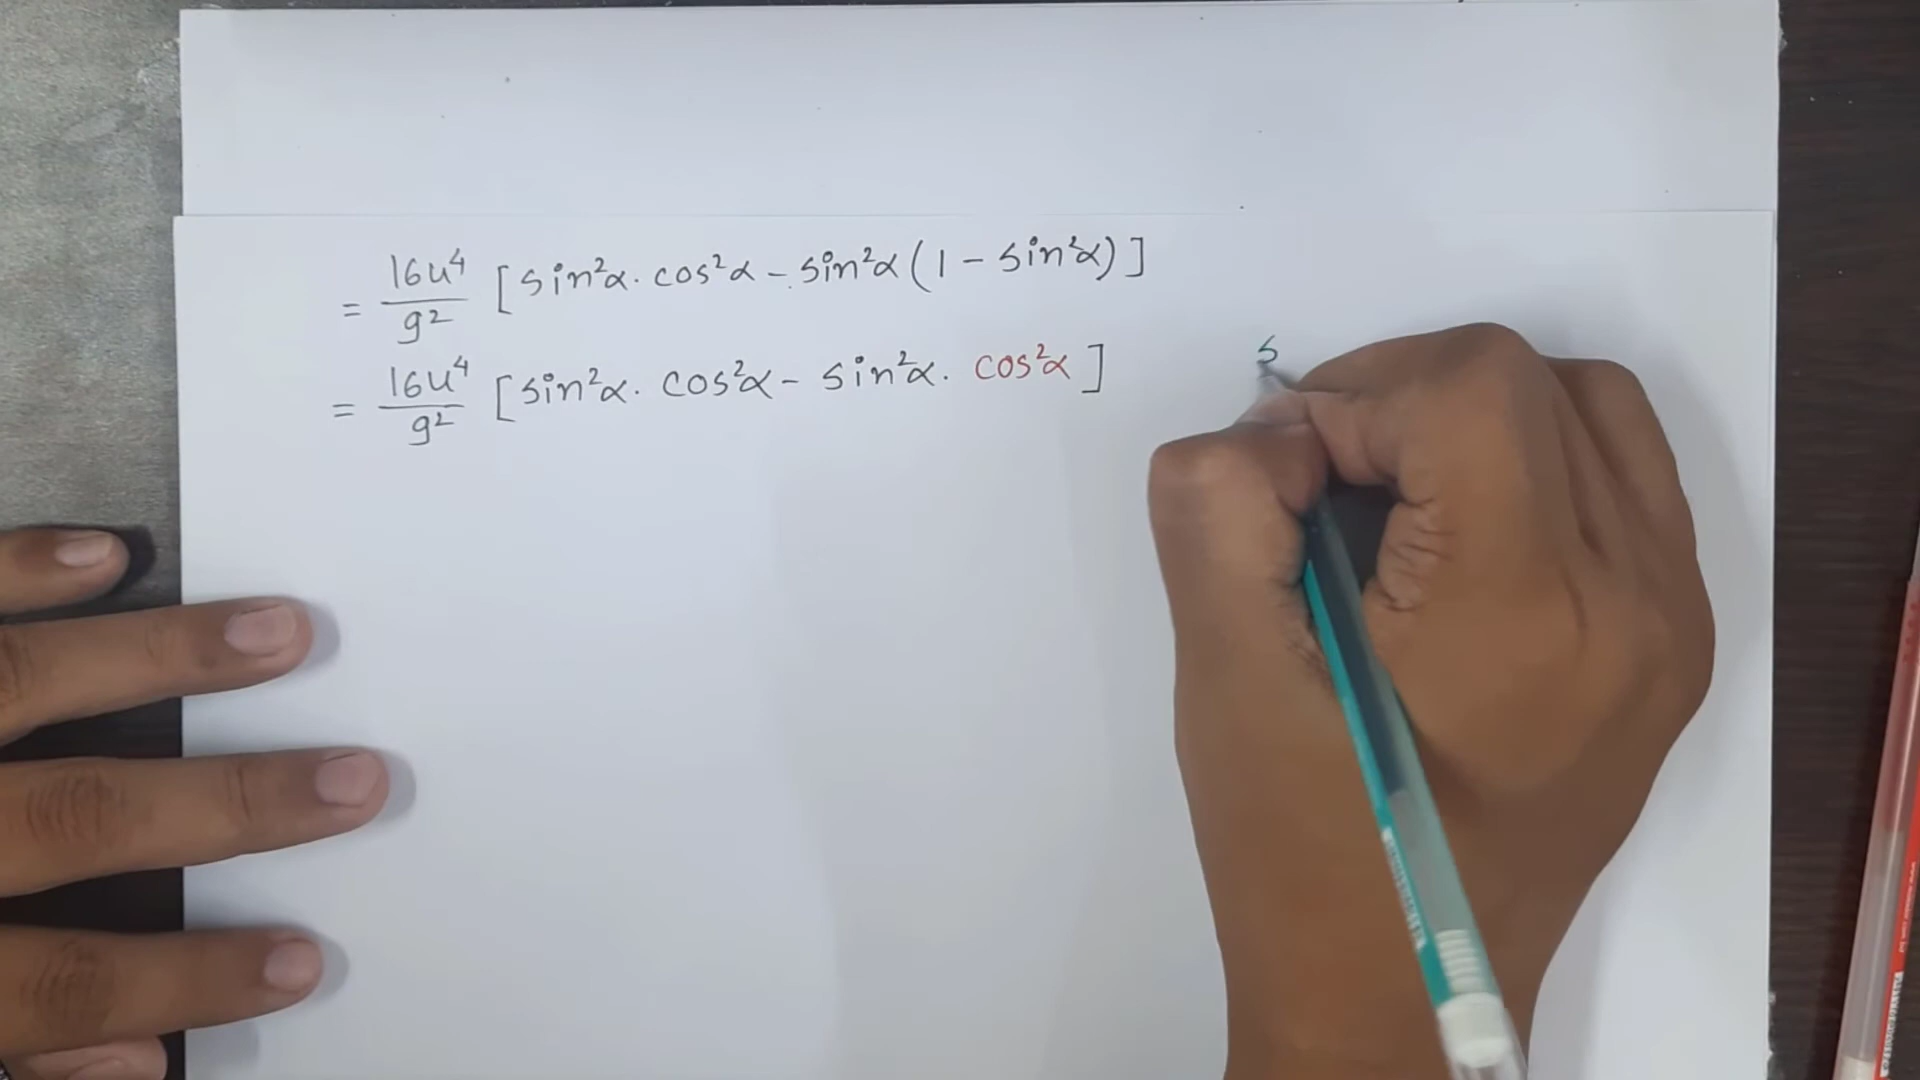 = 16u⁴/g² [sin²α. cos²α - sin²α (1 - sin²α)]
= 16u⁴/g² [sin²α. cos²α - sin²α. cos²α]
s